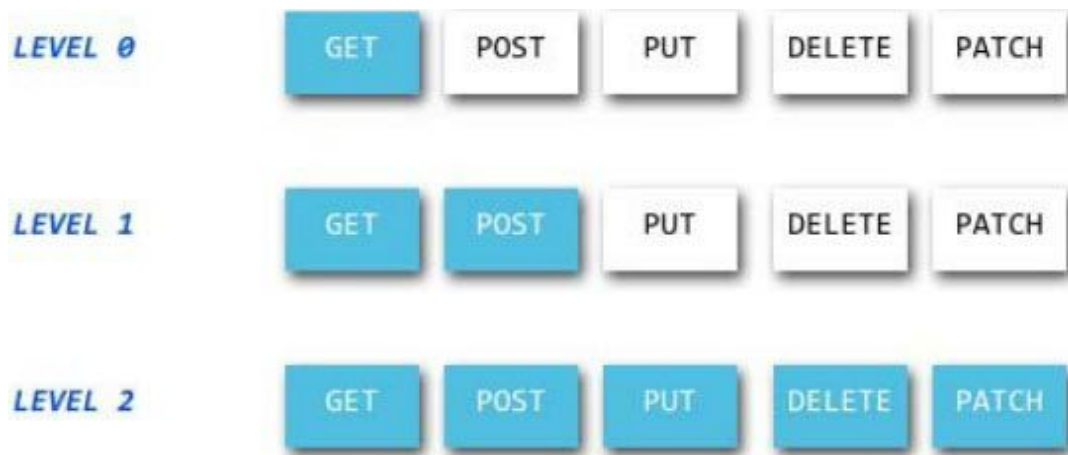 LEVEL 0 GET POST PUT DELETE PATCH
LEVEL 1 GET POST PUT DELETE PATCH
LEVEL 2 GET POST PUT DELETE PATCH